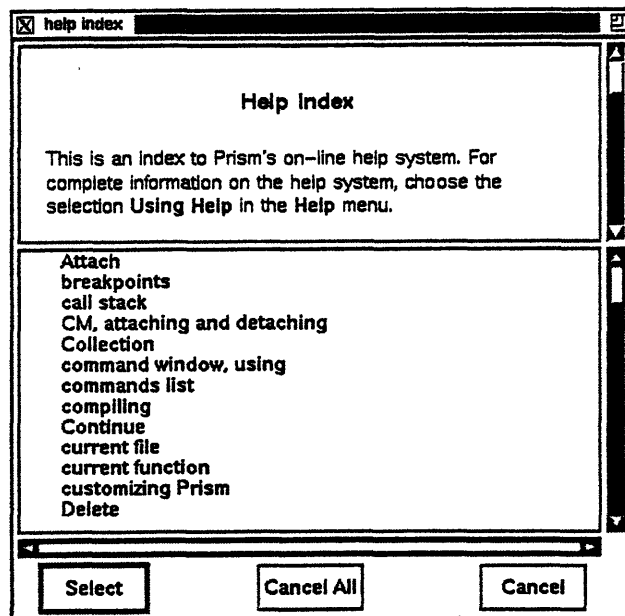 help index
Help Index
This is an index to Prism's on-line help system. For
complete information on the help system, choose the
selection Using Help in the Help menu.
Attach
breakpoints
call stack
CM, attaching and detaching
Collection
command window, using
commands list
compiling
Continue
current file
current function
customizing Prism
Delete
Select Cancel All Cancel